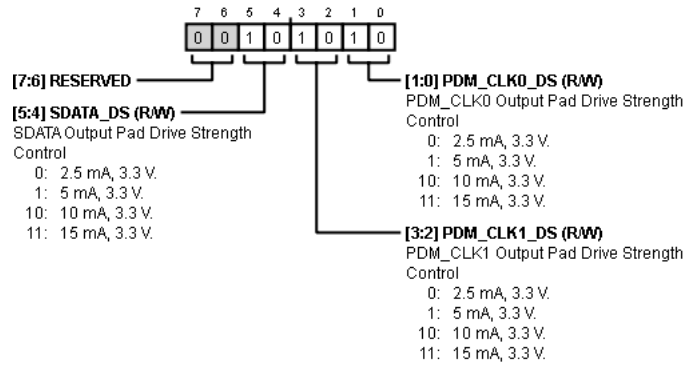 7 6 5 4 3 2 1 0
0 0 1 0 1 0 1 0
[7:6] RESERVED
[5:4] SDATA_DS (R/W)
SDATA Output Pad Drive Strength
Control
0: 2.5 mA, 3.3 V.
1: 5 mA, 3.3 V.
10: 10 mA, 3.3 V.
11: 15 mA, 3.3 V.
[1:0] PDM_CLK0_DS (R/W)
PDM_CLK0 Output Pad Drive Strength
Control
0: 2.5 mA, 3.3 V.
1: 5 mA, 3.3 V.
10: 10 mA, 3.3 V.
11: 15 mA, 3.3 V.
[3:2] PDM_CLK1_DS (R/W)
PDM_CLK1 Output Pad Drive Strength
Control
0: 2.5 mA, 3.3 V.
1: 5 mA, 3.3 V.
10: 10 mA, 3.3 V.
11: 15 mA, 3.3 V.